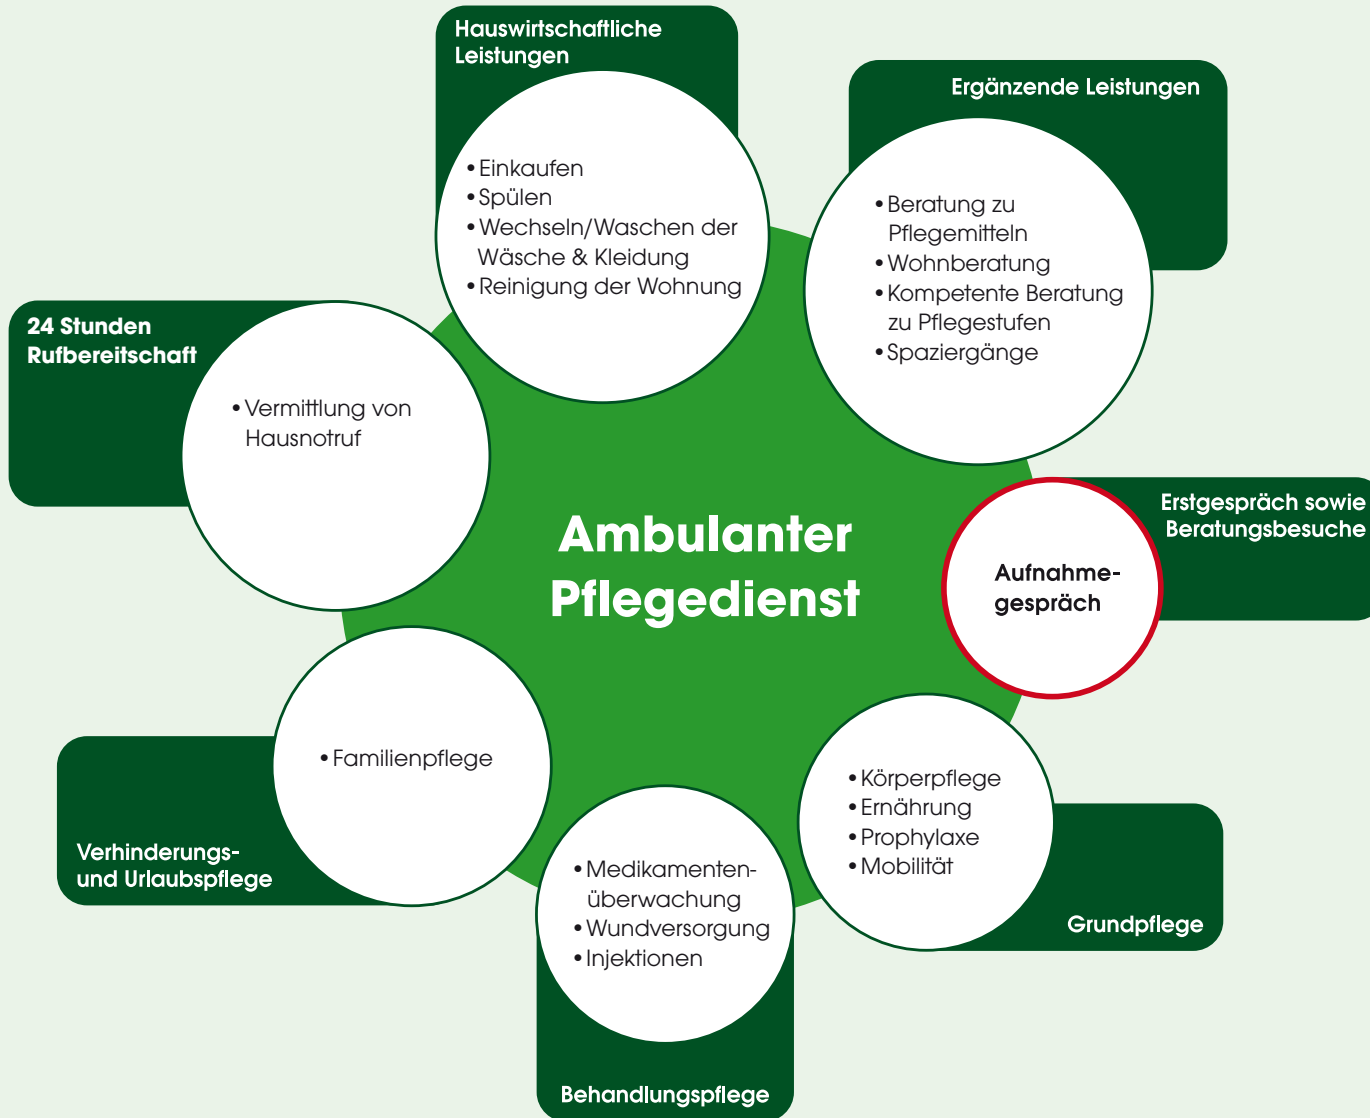 Hauswirtschaftliche
Leistungen
• Einkaufen
• Spülen
• Wechseln/Waschen der
Wäsche & Kleidung
• Reinigung der Wohnung
Ergänzende Leistungen
• Beratung zu
Pflegemitteln
• Wohnberatung
• Kompetente Beratung
zu Pflegestufen
• Spaziergänge
24 Stunden
Rufbereitschaft
• Vermittlung von
Hausnotruf
Ambulanter
Pflegedienst
Erstgespräch sowie
Beratungsbesuche
Aufnahme-
gespräch
• Familienpflege
Verhinderungs-
und Urlaubspflege
• Medikamenten-
überwachung
• Wundversorgung
• Injektionen
Behandlungspflege
• Körperpflege
• Ernährung
• Prophylaxe
• Mobilität
Grundpflege